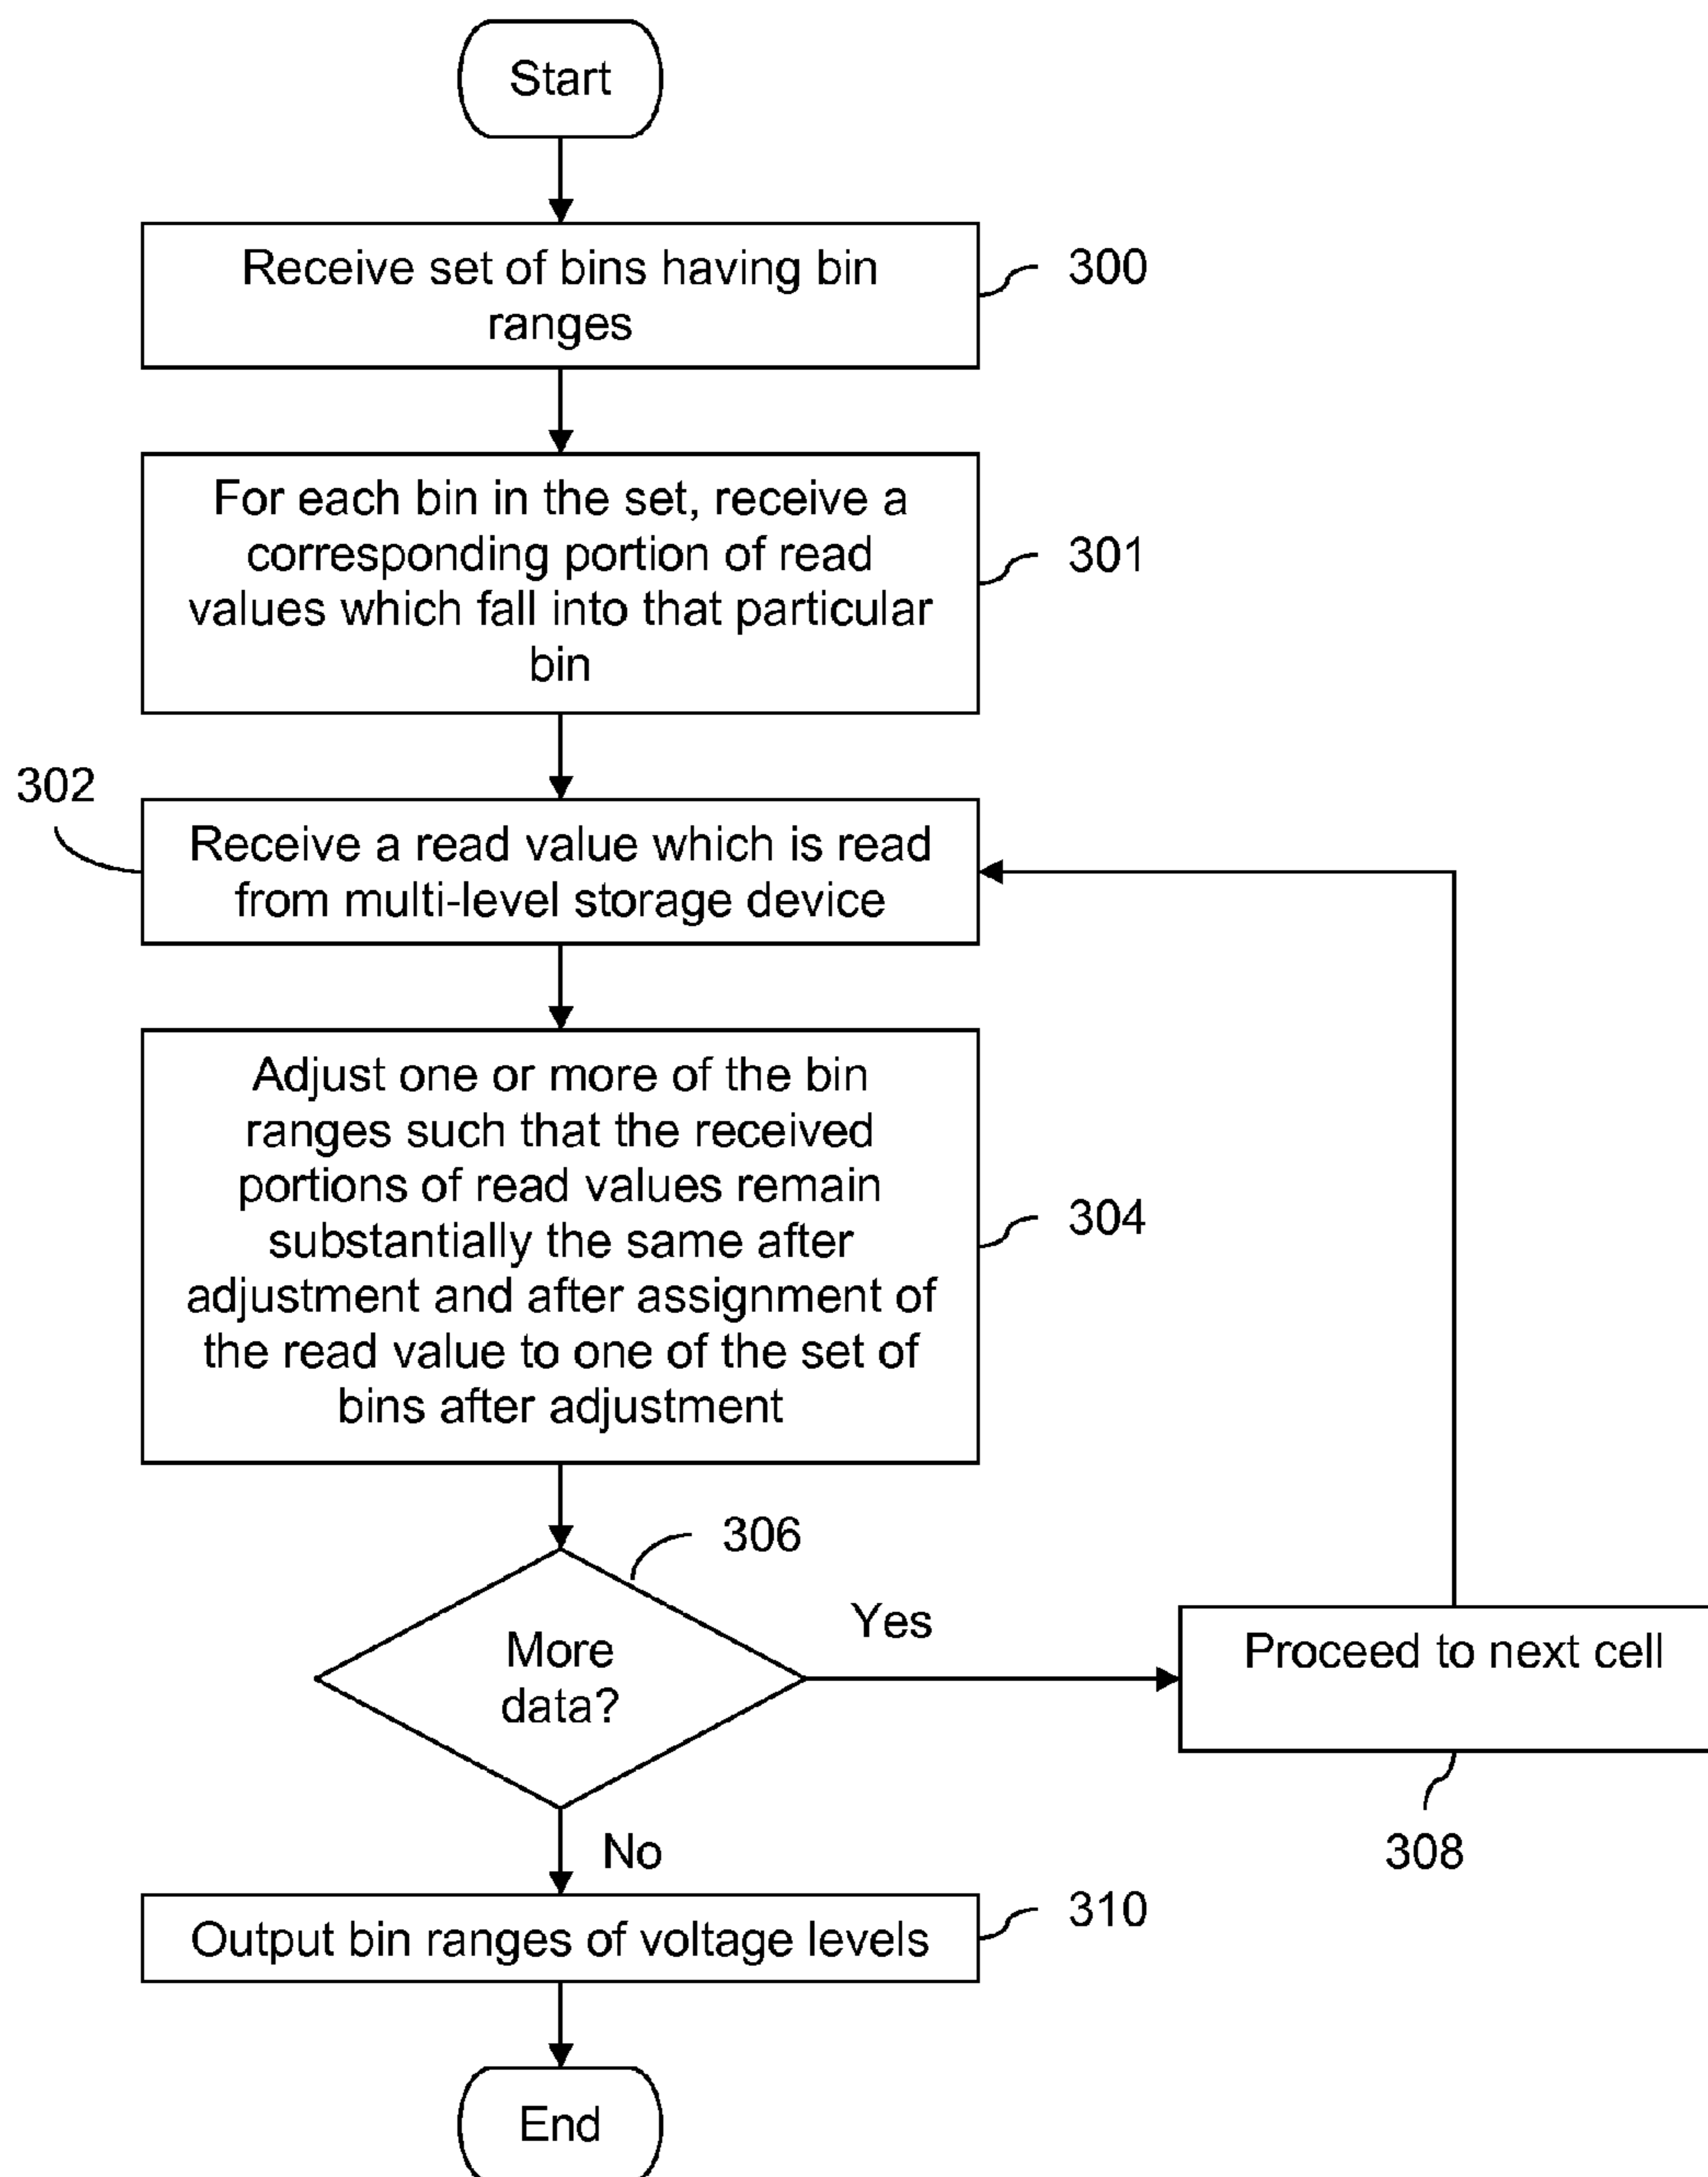 Start
Receive set of bins having bin
ranges
300
For each bin in the set, receive a
corresponding portion of read
values which fall into that particular
bin
301
302
Receive a read value which is read
from multi-level storage device
Adjust one or more of the bin
ranges such that the received
portions of read values remain
substantially the same after
adjustment and after assignment of
the read value to one of the set of
bins after adjustment
304
306
More
data?
Yes
Proceed to next cell
308
No
Output bin ranges of voltage levels
310
End